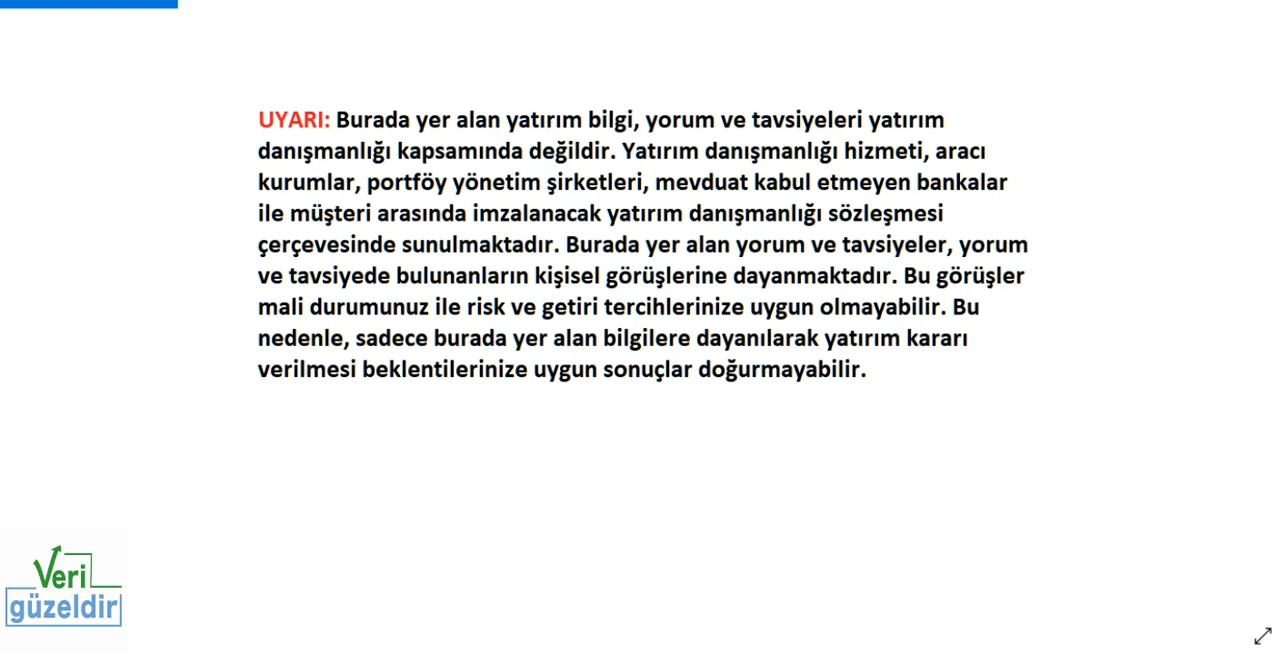 UYARI: Burada yer alan yatırım bilgi, yorum ve tavsiyeleri yatırım
danışmanlığı kapsamında değildir. Yatırım danışmanlığı hizmeti, aracı
kurumlar, portföy yönetim şirketleri, mevduat kabul etmeyen bankalar
ile müşteri arasında imzalanacak yatırım danışmanlığı sözleşmesi
çerçevesinde sunulmaktadır. Burada yer alan yorum ve tavsiyeler, yorum
ve tavsiyede bulunanların kişisel görüşlerine dayanmaktadır. Bu görüşler
mali durumunuz ile risk ve getiri tercihlerinize uygun olmayabilir. Bu
nedenle, sadece burada yer alan bilgilere dayanılarak yatırım kararı
verilmesi beklentilerinize uygun sonuçlar doğurmayabilir.
Veri
güzeldir